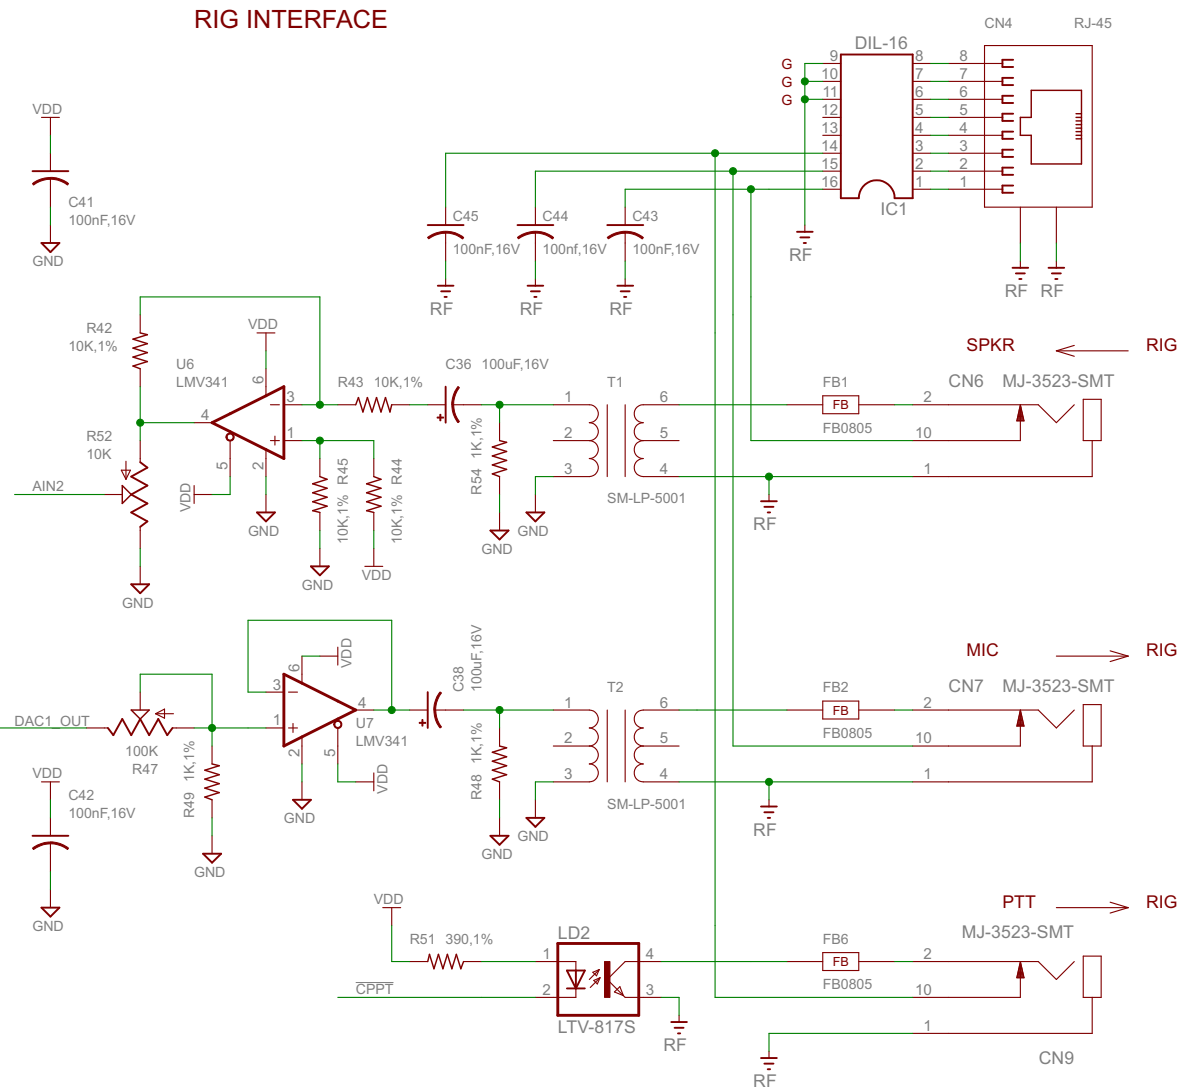 RIG INTERFACE
CN4 RJ-45
DIL-16
G 9 8 8
G 10 7 7
G 11 6 6
12 5 5
13 4 4
14 3 3
15 2 2
16 1 1
IC1
VDD
C41
100nF,16V
GND
C45
100nF,16V
RF
C44
100nf,16V
RF
C43
100nF,16V
RF
RF
RF RF
R42
10K,1%
U6
LMV341
VDD
6
3
4
1
5
2
VDD
GND
R52
10K
AIN2
GND
R43 10K,1%
C36 100uF,16V
R45
10K,1%
GND
R44
10K,1%
VDD
R54 1K,1%
GND
GND
T1
1 6
2 5
3 4
SM-LP-5001
SPKR RIG
FB1
FB
FB0805
CN6 MJ-3523-SMT
2
10
1
RF
DAC1_OUT
100K
R47
R49 1K,1%
GND
VDD
C42
100nF,16V
GND
VDD
6
3
4
1
U7
LMV341
2
5
VDD
GND
C38
100uF,16V
R48 1K,1%
GND
GND
T2
1 6
2 5
3 4
SM-LP-5001
MIC RIG
FB2
FB
FB0805
CN7 MJ-3523-SMT
2
10
1
RF
VDD
R51 390,1%
CPPT
LD2
1 4
2 3
LTV-817S
RF
PTT RIG
MJ-3523-SMT
FB6
FB
FB0805
2
10
1
RF
CN9